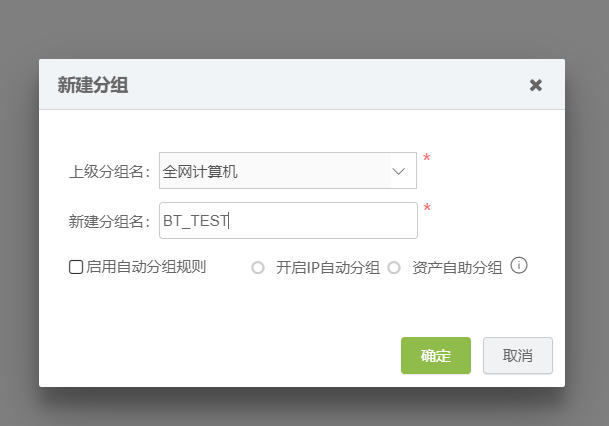 新建分组
上级分组名： 全网计算机 *
新建分组名： BT_TEST *
启用自动分组规则 开启IP自动分组 资产自助分组
确定 取消